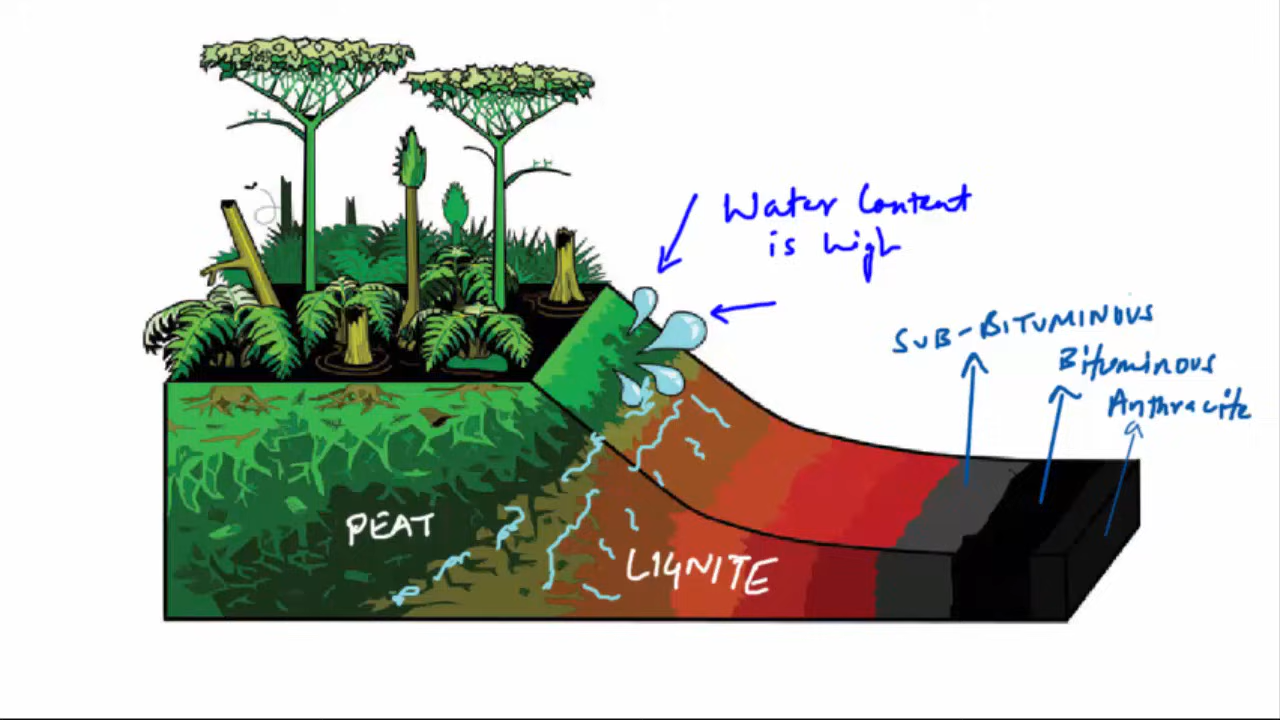 Water Content
is high
SUB-BITUMINOUS
Bituminous
Anthracite
PEAT
LIGNITE